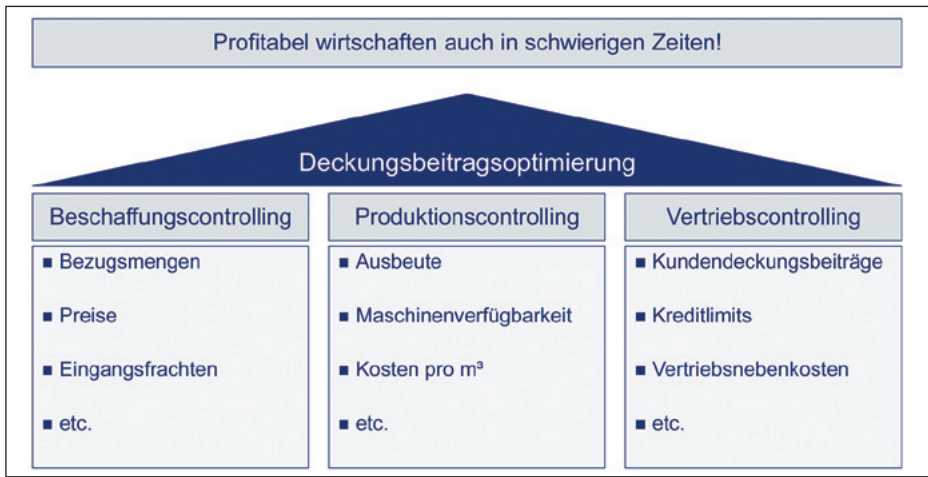 Profitabel wirtschaften auch in schwierigen Zeiten!
Deckungsbeitragsoptimierung
Beschaffungscontrolling
■ Bezugsmengen
■ Preise
■ Eingangsfrachten
■ etc.
Produktionscontrolling
■ Ausbeute
■ Maschinenverfügbarkeit
■ Kosten pro m³
■ etc.
Vertriebscontrolling
■ Kundendeckungsbeiträge
■ Kreditlimits
■ Vertriebsnebenkosten
■ etc.